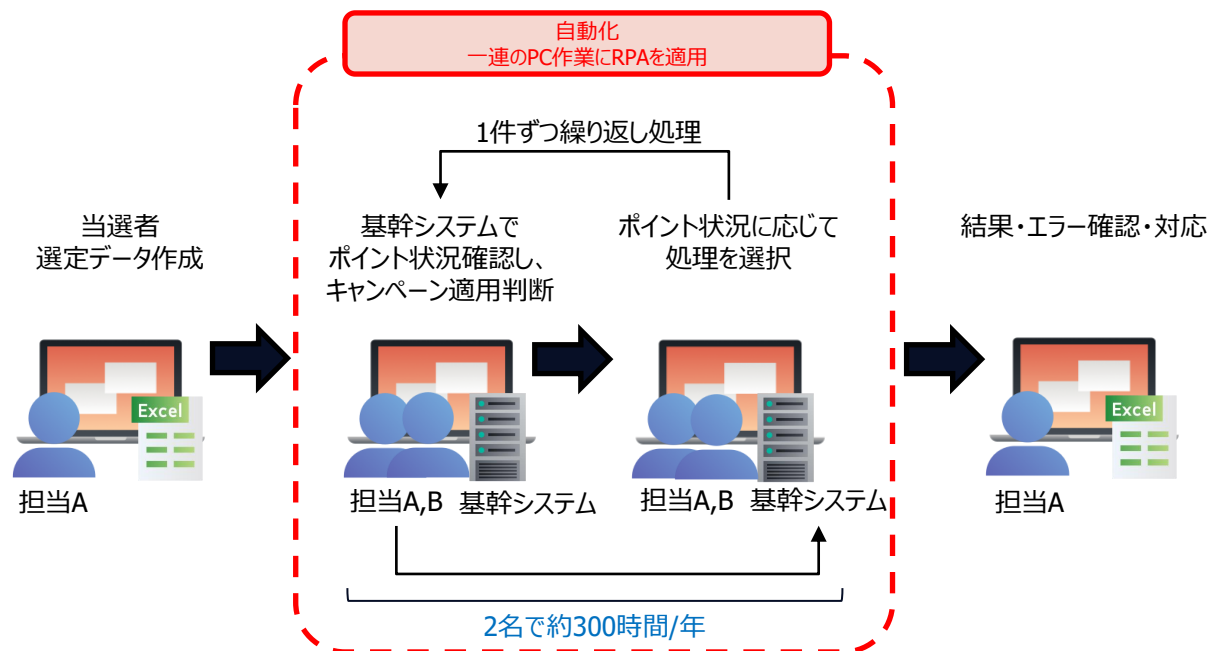 自動化
一連のPC作業にRPAを適用
1件ずつ繰り返し処理
当選者
選定データ作成
基幹システムで
ポイント状況確認し、
キャンペーン適用判断
ポイント状況に応じて
処理を選択
結果・エラー確認・対応
Excel
Excel
担当A
担当A,B
基幹システム
担当A,B
基幹システム
担当A
2名で約300時間/年